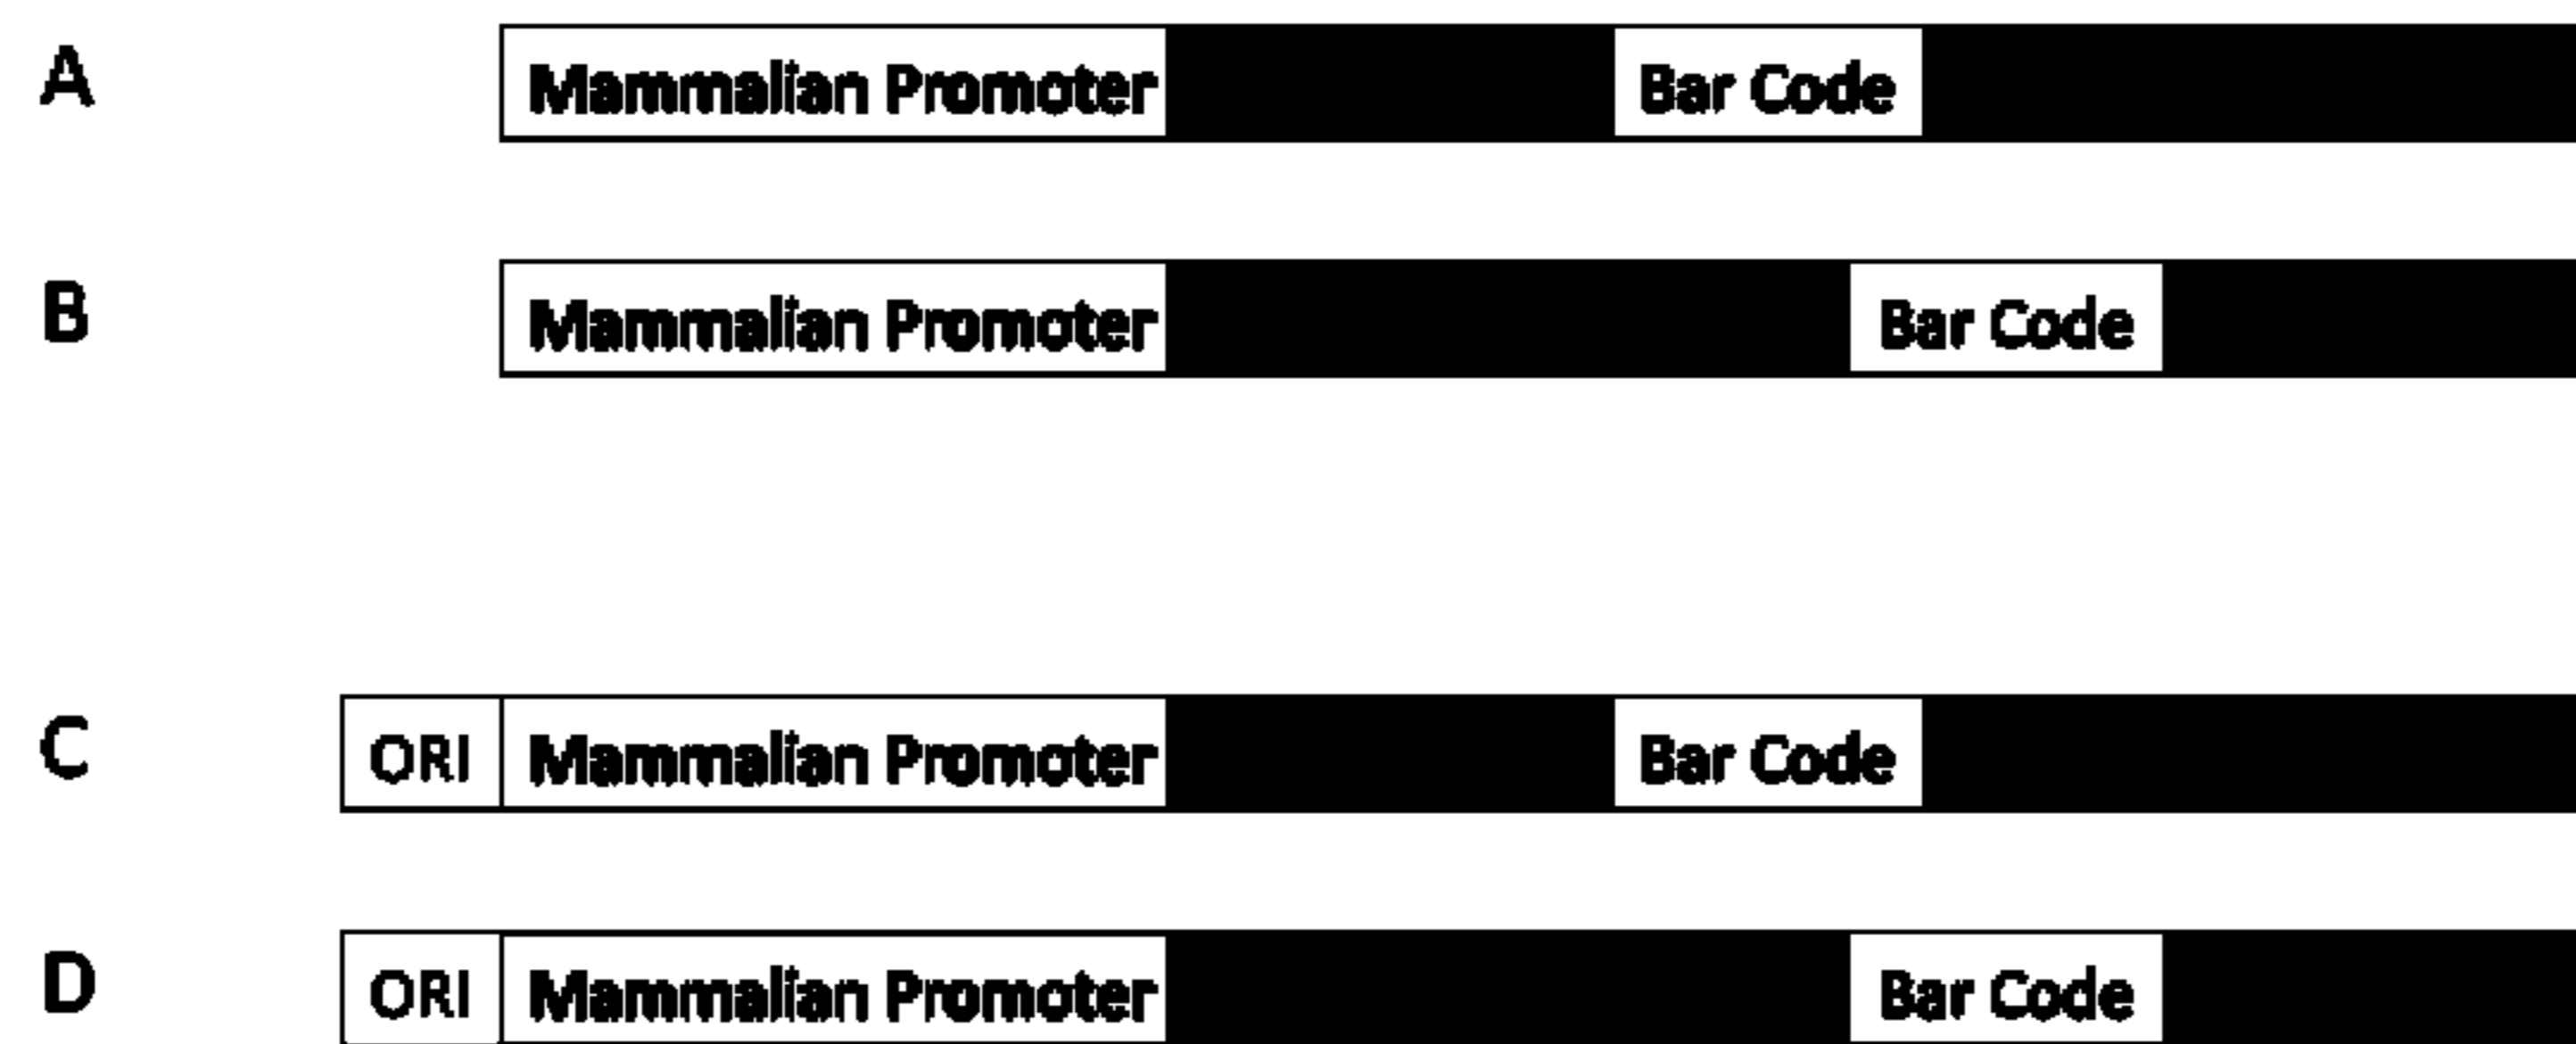 A Mammalian Promoter Bar Code
B Mammalian Promoter Bar Code
C ORI Mammalian Promoter Bar Code
D ORI Mammalian Promoter Bar Code